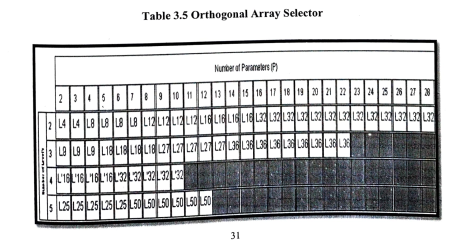 Table 3.5 Orthogonal Array Selector
Number of Parameters (P)
2 3 4 5 6 7 8 9 10 11 12 13 14 15 16 17 18 19 20 21 22 23 24 25 26 27 28
2 L4 L4 L8 L8 L8 L8 L12 L12 L12 L12 L16 L16 L16 L16 L32 L32 L32 L32 L32 L32 L32 L32 L32 L32 L32 L32 L32
3 L9 L9 L9 L18 L18 L18 L18 L27 L27 L27 L27 L27 L36 L36 L36 L36 L36 L36 L36 L36 L36
4 L'16 L'16 L'16 L'16 L'32 L'32 L'32 L'32 L'32
5 L25 L25 L25 L25 L25 L50 L50 L50 L50 L50 L50
31